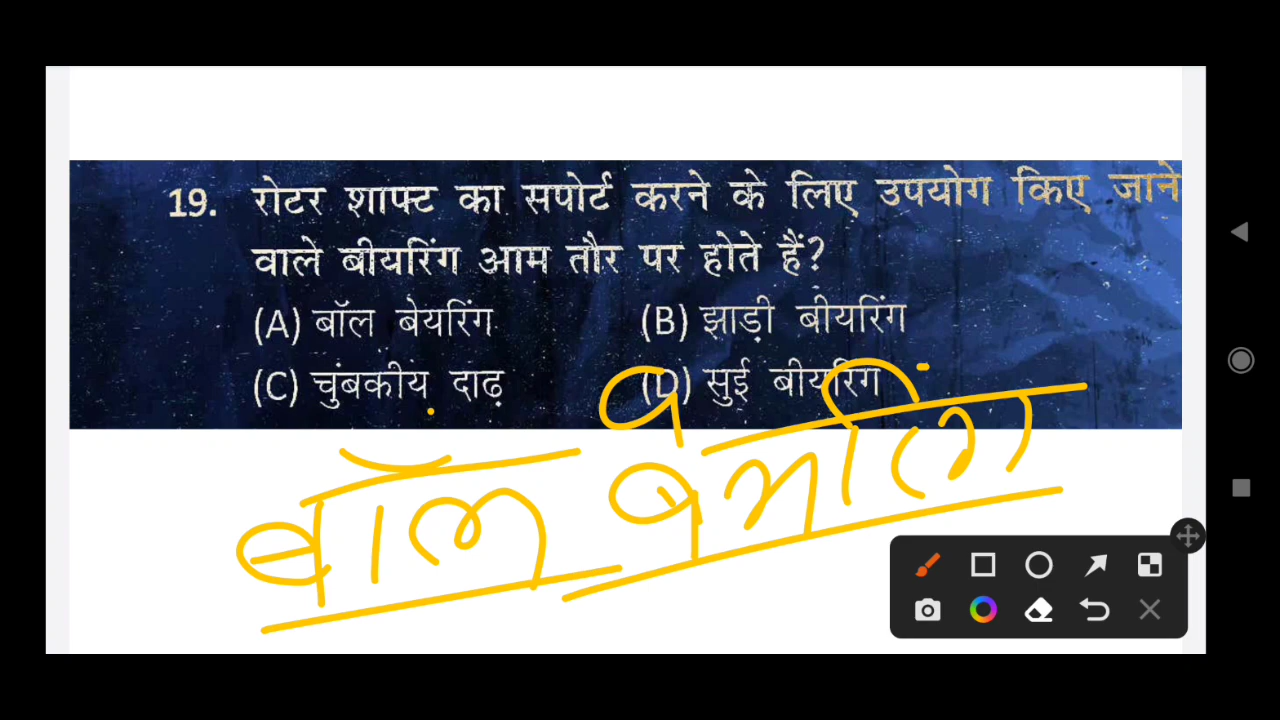 19. रोटर शाफ्ट का सपोर्ट करने के लिए उपयोग किए जाने
वाले बीयरिंग आम तौर पर होते हैं?
(A) बॉल बेयरिंग (B) झाड़ी बीयरिंग
(C) चुंबकीय दाढ़ (D) सुई बीयरिंग
बॉल बेयरिंग